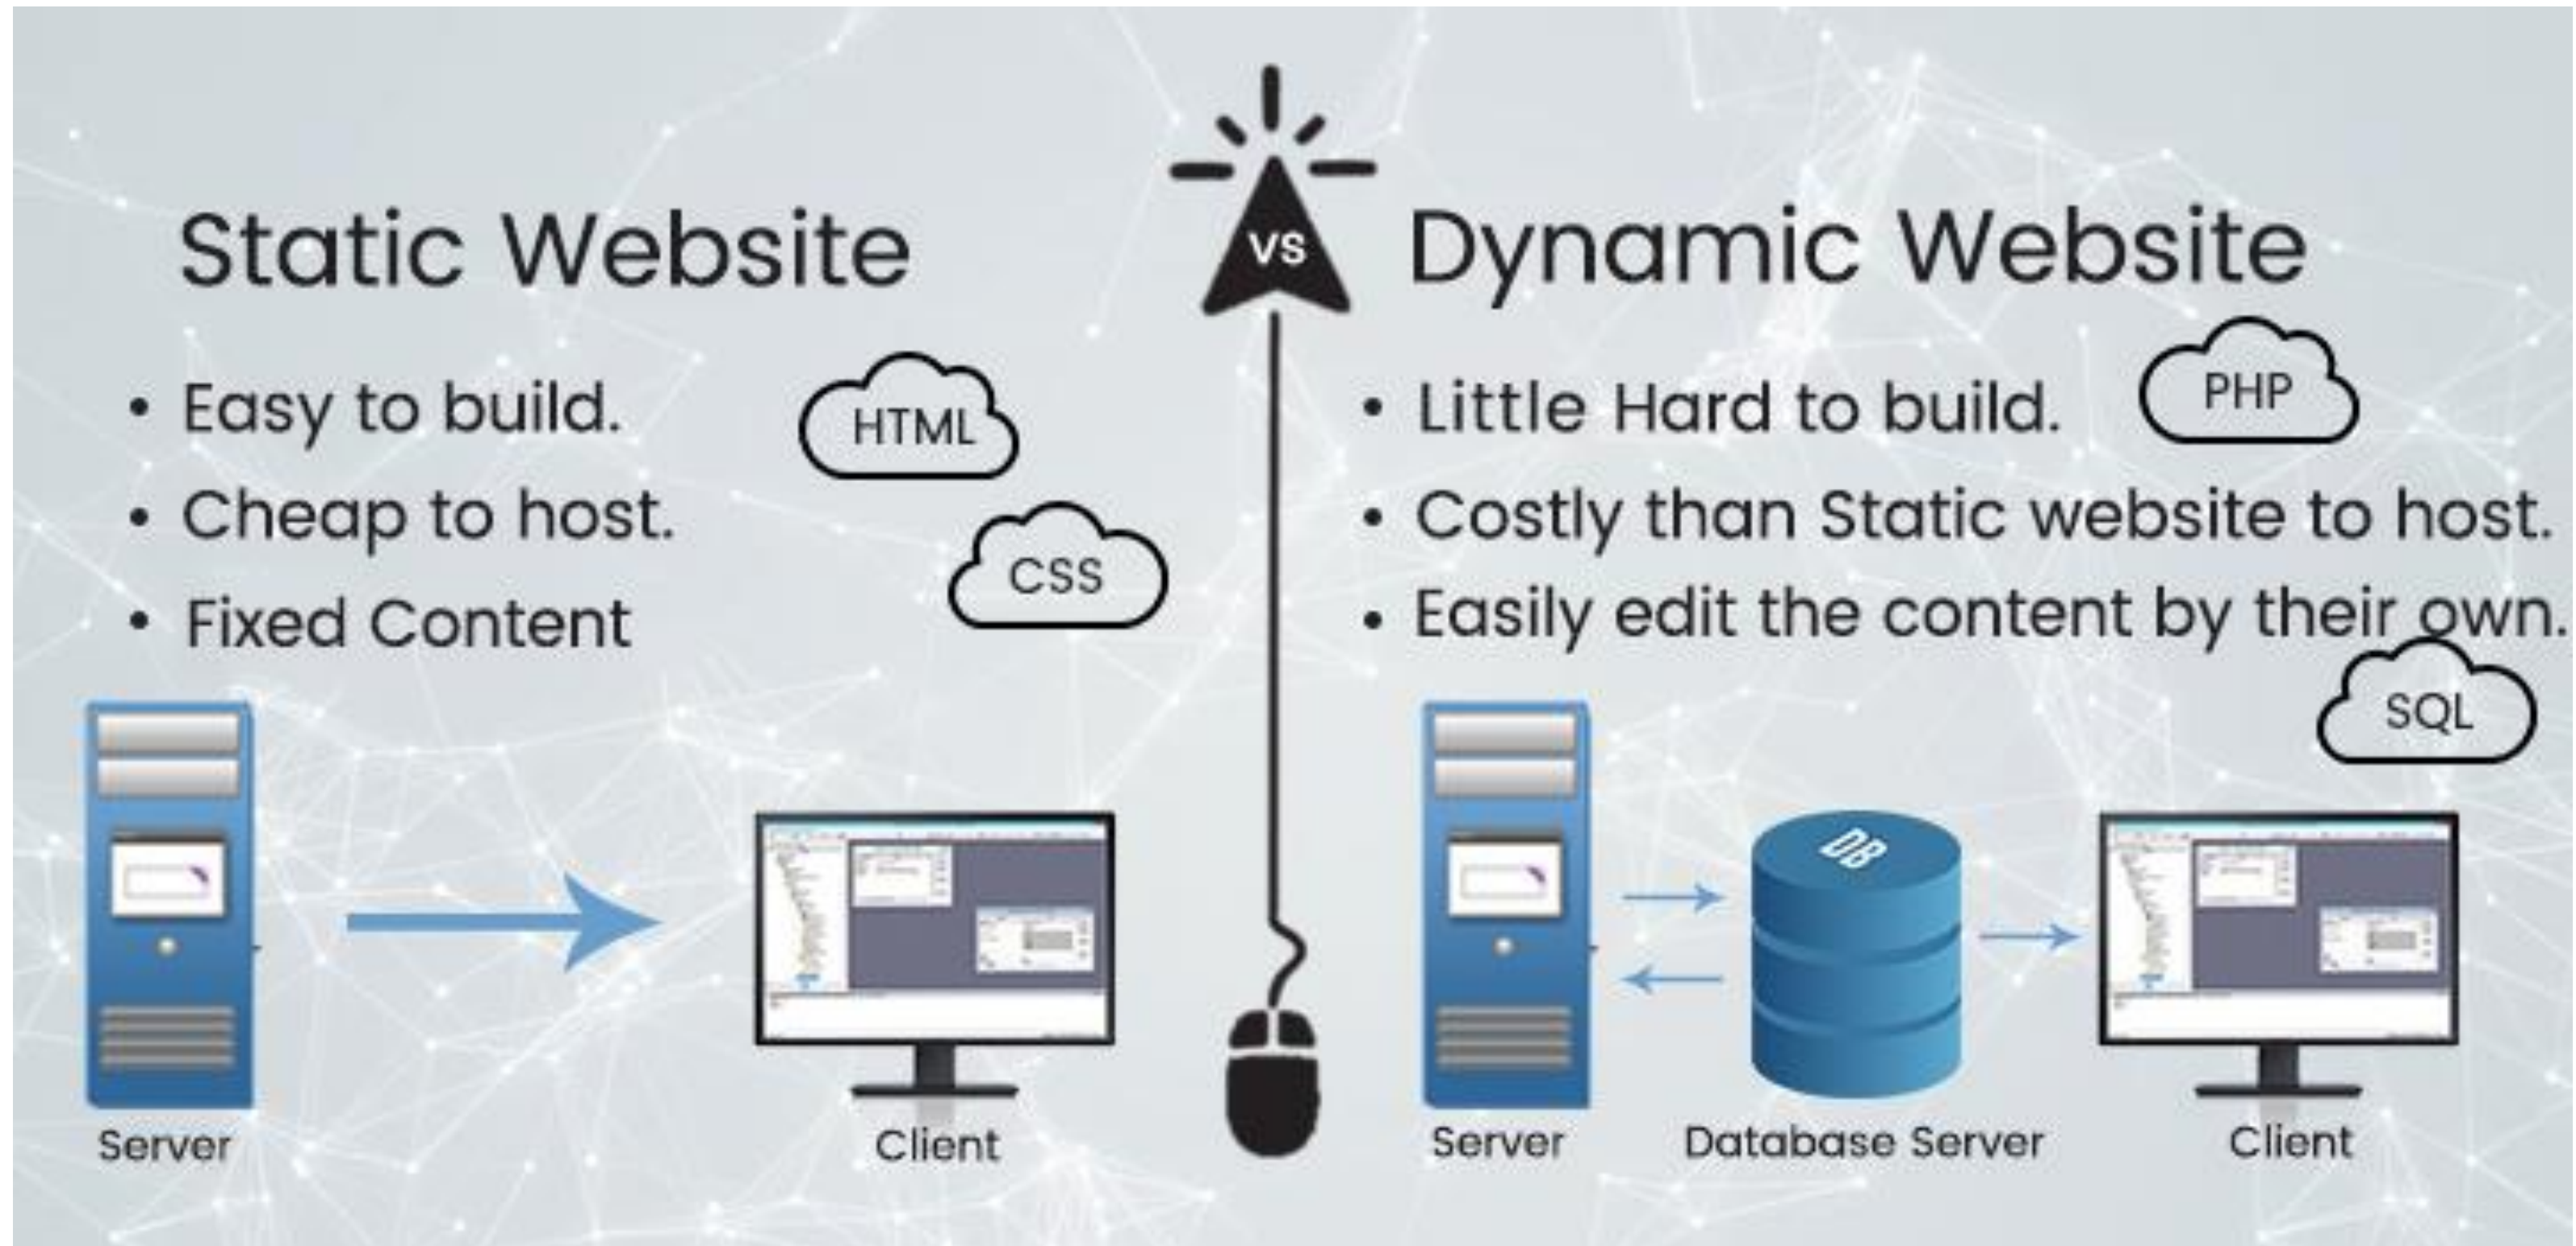 Static Website
• Easy to build.
• Cheap to host.
• Fixed Content
HTML
CSS
Server
Client
VS
Dynamic Website
• Little Hard to build.
• Costly than Static website to host.
• Easily edit the content by their own.
PHP
SQL
DB
Server
Database Server
Client